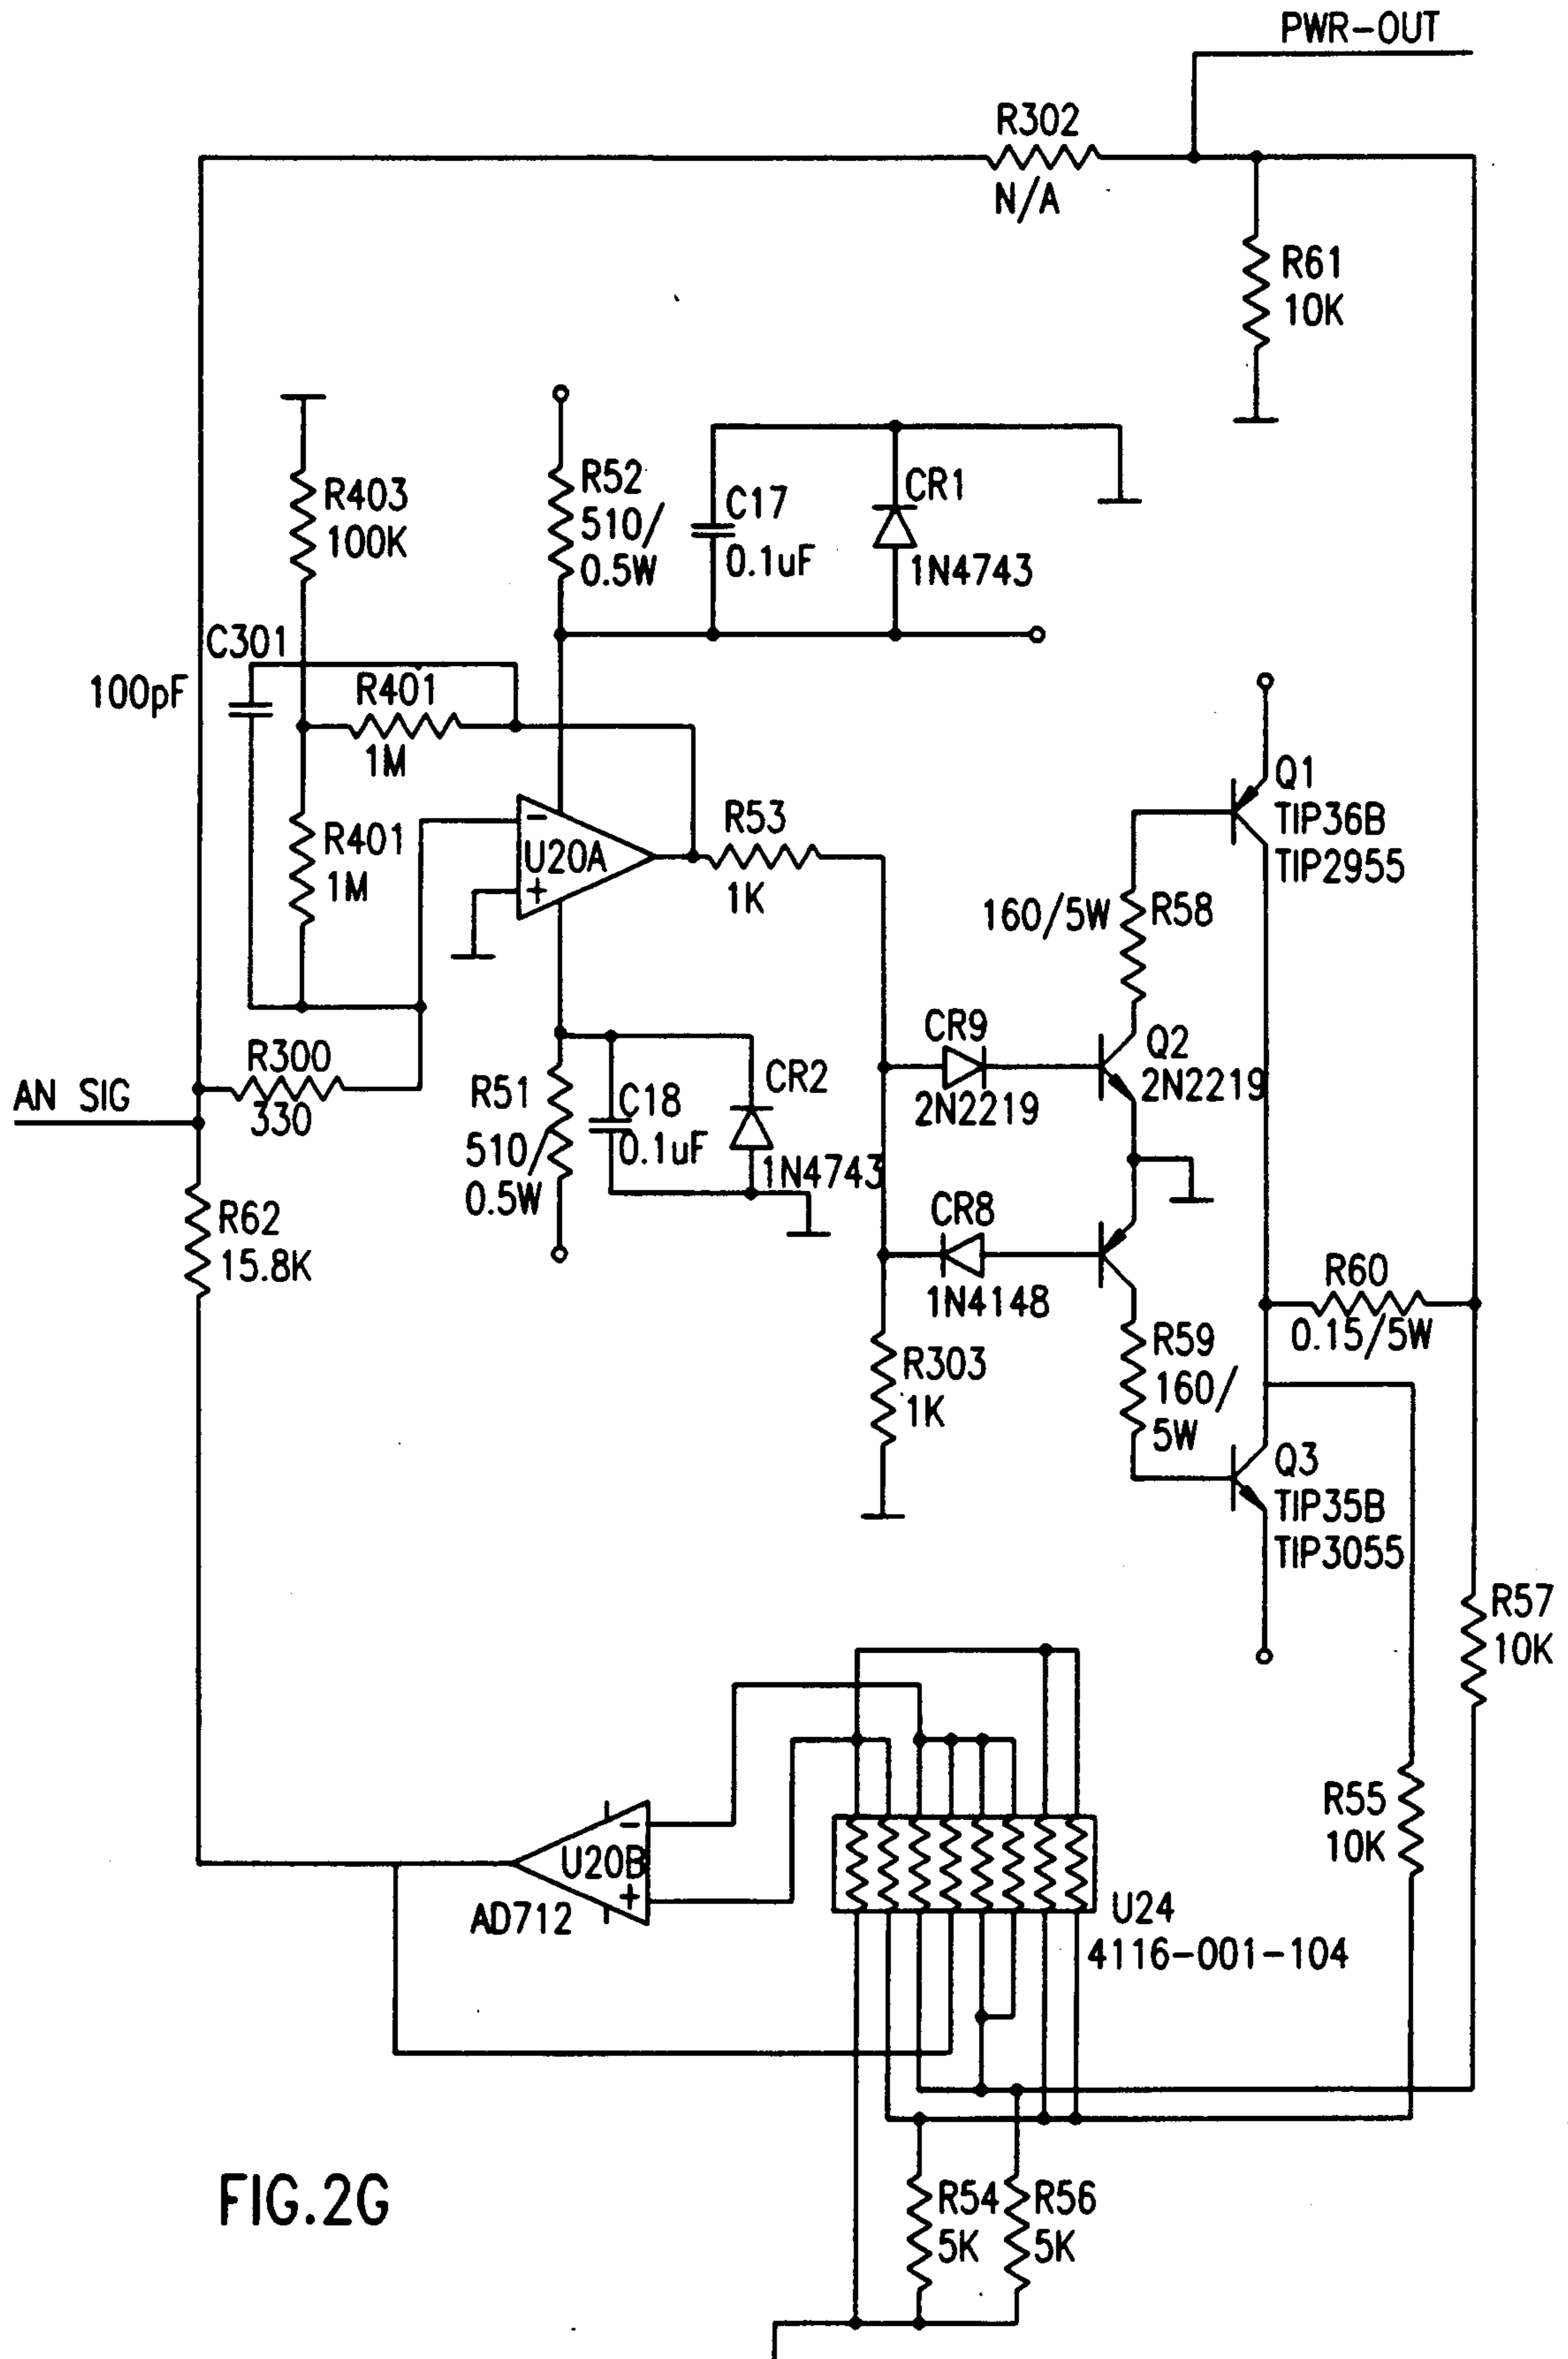 PWR-OUT
R302
N/A
R61
10K
R403
100K
R52
510/
0.5W
C17
0.1uF
CR1
1N4743
C301
100pF
R401
1M
R401
1M
-
U20A
+
R53
1K
Q1
TIP36B
TIP2955
160/5W
R58
AN SIG
R300
330
R51
510/
0.5W
C18
0.1uF
CR2
1N4743
CR9
2N2219
Q2
2N2219
CR8
1N4148
R62
15.8K
R303
1K
R59
160/
5W
R60
0.15/5W
Q3
TIP35B
TIP3055
R57
10K
R55
10K
-
U20B
+
AD712
U24
4116-001-104
R54
5K
R56
5K
FIG.2G